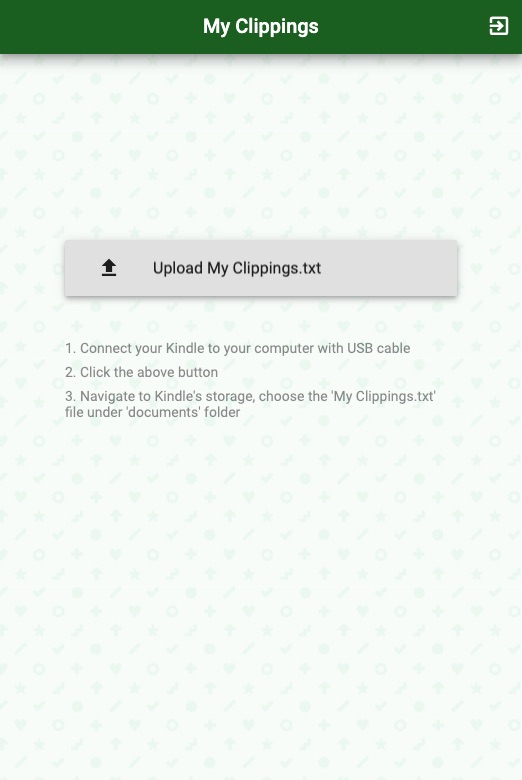 My Clippings
Upload My Clippings.txt
1. Connect your Kindle to your computer with USB cable
2. Click the above button
3. Navigate to Kindle's storage, choose the 'My Clippings.txt'
file under 'documents' folder